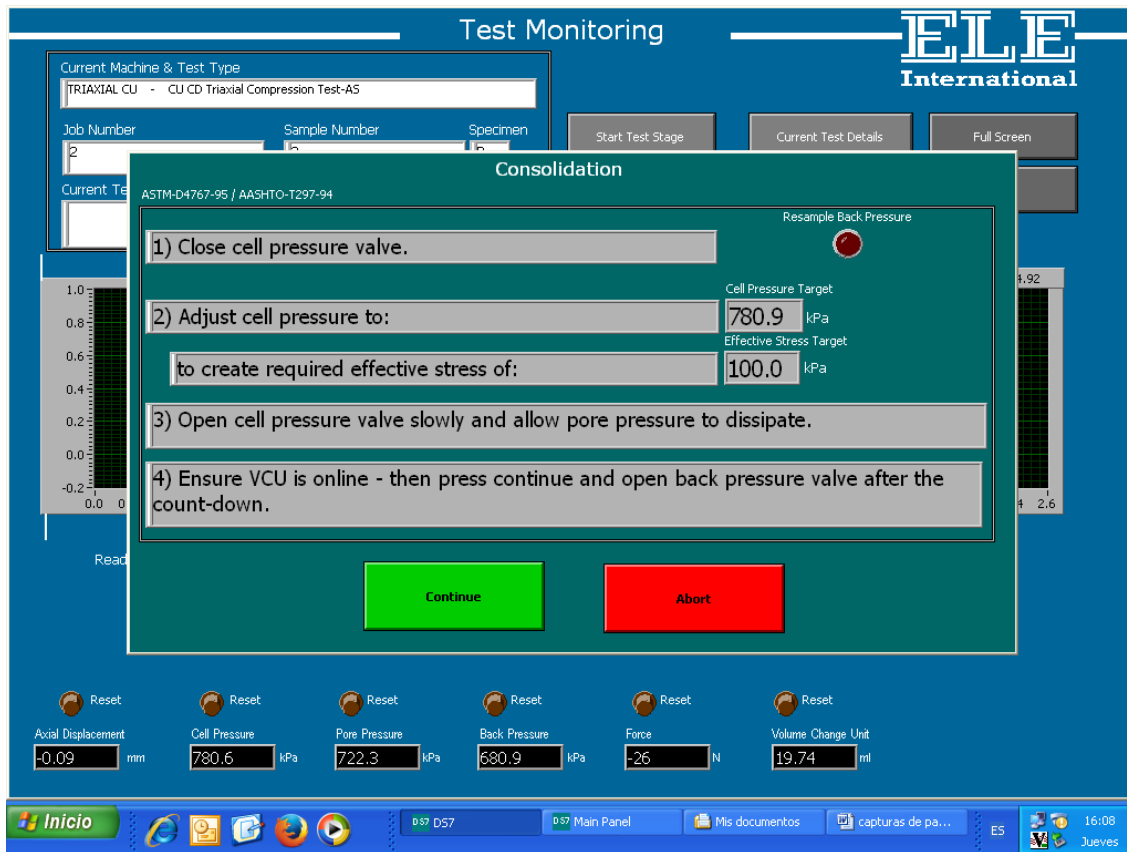 Test Monitoring
ELE
International
Current Machine & Test Type
TRIAXIAL CU - CU CD Triaxial Compression Test-AS
Job Number
Sample Number
Specimen
2
Start Test Stage
Current Test Details
Full Screen
Current Te
Consolidation
ASTM-D4767-95 / AASHTO-T297-94
Resample Back Pressure
1) Close cell pressure valve.
Cell Pressure Target
2) Adjust cell pressure to:
780.9 kPa
Effective Stress Target
to create required effective stress of:
100.0 kPa
3) Open cell pressure valve slowly and allow pore pressure to dissipate.
4) Ensure VCU is online - then press continue and open back pressure valve after the
count-down.
Continue
Abort
4.92
1.0
0.8
0.6
0.4
0.2
0.0
-0.2
0.0 0
4 2.6
Read
Reset
Reset
Reset
Reset
Reset
Reset
Axial Displacement
-0.09 mm
Cell Pressure
780.6 kPa
Pore Pressure
722.3 kPa
Back Pressure
680.9 kPa
Force
-26 N
Volume Change Unit
19.74 ml
Inicio
DS7 DS7
DS7 Main Panel
Mis documentos
capturas de pa...
ES
16:08
Jueves